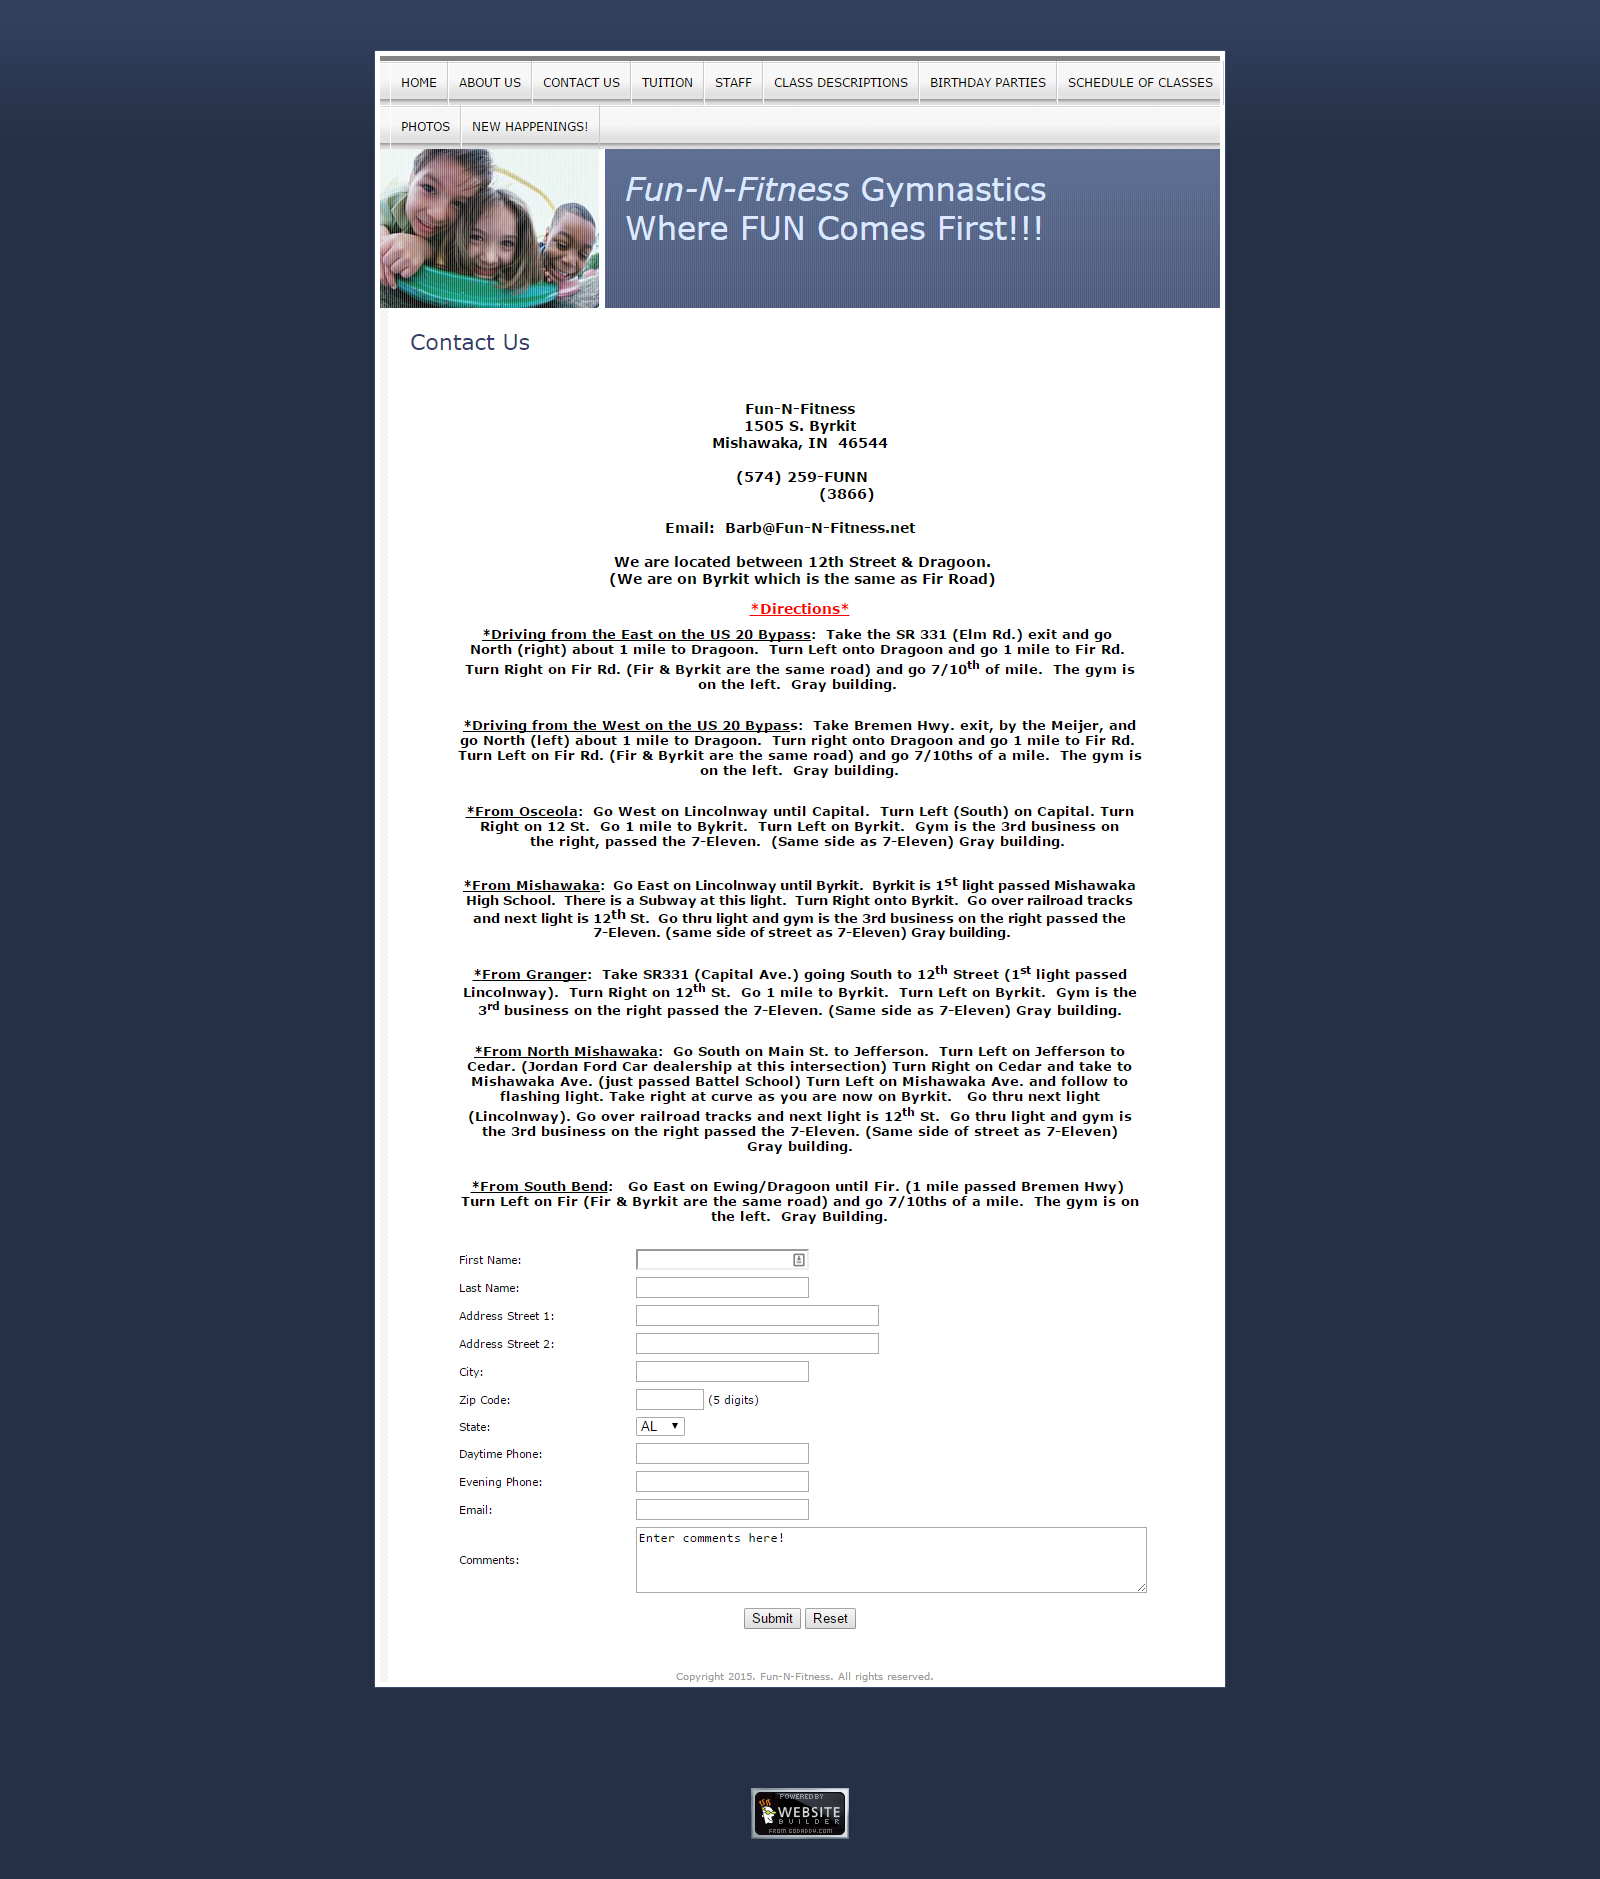 HOME ABOUT US CONTACT US TUITION STAFF CLASS DESCRIPTIONS BIRTHDAY PARTIES SCHEDULE OF CLASSES
PHOTOS NEW HAPPENINGS!
Fun-N-Fitness Gymnastics
Where FUN Comes First!!!
Contact Us
Fun-N-Fitness
1505 S. Byrkit
Mishawaka, IN  46544
(574) 259-FUNN
(3866)
Email:  Barb@Fun-N-Fitness.net
We are located between 12th Street & Dragoon.
(We are on Byrkit which is the same as Fir Road)
*Directions*
*Driving from the East on the US 20 Bypass:  Take the SR 331 (Elm Rd.) exit and go
North (right) about 1 mile to Dragoon.  Turn Left onto Dragoon and go 1 mile to Fir Rd.
Turn Right on Fir Rd. (Fir & Byrkit are the same road) and go 7/10th of mile.  The gym is
on the left.  Gray building.
*Driving from the West on the US 20 Bypass:  Take Bremen Hwy. exit, by the Meijer, and
go North (left) about 1 mile to Dragoon.  Turn right onto Dragoon and go 1 mile to Fir Rd.
Turn Left on Fir Rd. (Fir & Byrkit are the same road) and go 7/10ths of a mile.  The gym is
on the left.  Gray building.
*From Osceola:  Go West on Lincolnway until Capital.  Turn Left (South) on Capital. Turn
Right on 12 St.  Go 1 mile to Bykrit.  Turn Left on Byrkit.  Gym is the 3rd business on
the right, passed the 7-Eleven.  (Same side as 7-Eleven) Gray building.
*From Mishawaka:  Go East on Lincolnway until Byrkit.  Byrkit is 1st light passed Mishawaka
High School.  There is a Subway at this light.  Turn Right onto Byrkit.  Go over railroad tracks
and next light is 12th St.  Go thru light and gym is the 3rd business on the right passed the
7-Eleven. (same side of street as 7-Eleven) Gray building.
*From Granger:  Take SR331 (Capital Ave.) going South to 12th Street (1st light passed
Lincolnway).  Turn Right on 12th St.  Go 1 mile to Byrkit.  Turn Left on Byrkit.  Gym is the
3rd business on the right passed the 7-Eleven. (Same side as 7-Eleven) Gray building.
*From North Mishawaka:  Go South on Main St. to Jefferson.  Turn Left on Jefferson to
Cedar. (Jordan Ford Car dealership at this intersection) Turn Right on Cedar and take to
Mishawaka Ave. (just passed Battel School) Turn Left on Mishawaka Ave. and follow to
flashing light. Take right at curve as you are now on Byrkit.   Go thru next light
(Lincolnway). Go over railroad tracks and next light is 12th St.  Go thru light and gym is
the 3rd business on the right passed the 7-Eleven. (Same side of street as 7-Eleven)
Gray building.
*From South Bend:   Go East on Ewing/Dragoon until Fir. (1 mile passed Bremen Hwy)
Turn Left on Fir (Fir & Byrkit are the same road) and go 7/10ths of a mile.  The gym is on
the left.  Gray Building.
First Name:
Last Name:
Address Street 1:
Address Street 2:
City:
Zip Code: (5 digits)
State: AL
Daytime Phone:
Evening Phone:
Email:
Enter comments here!
Comments:
Submit Reset
Copyright 2015. Fun-N-Fitness. All rights reserved.
POWERED BY
WEBSITE
BUILDER
FROM GODADDY.COM